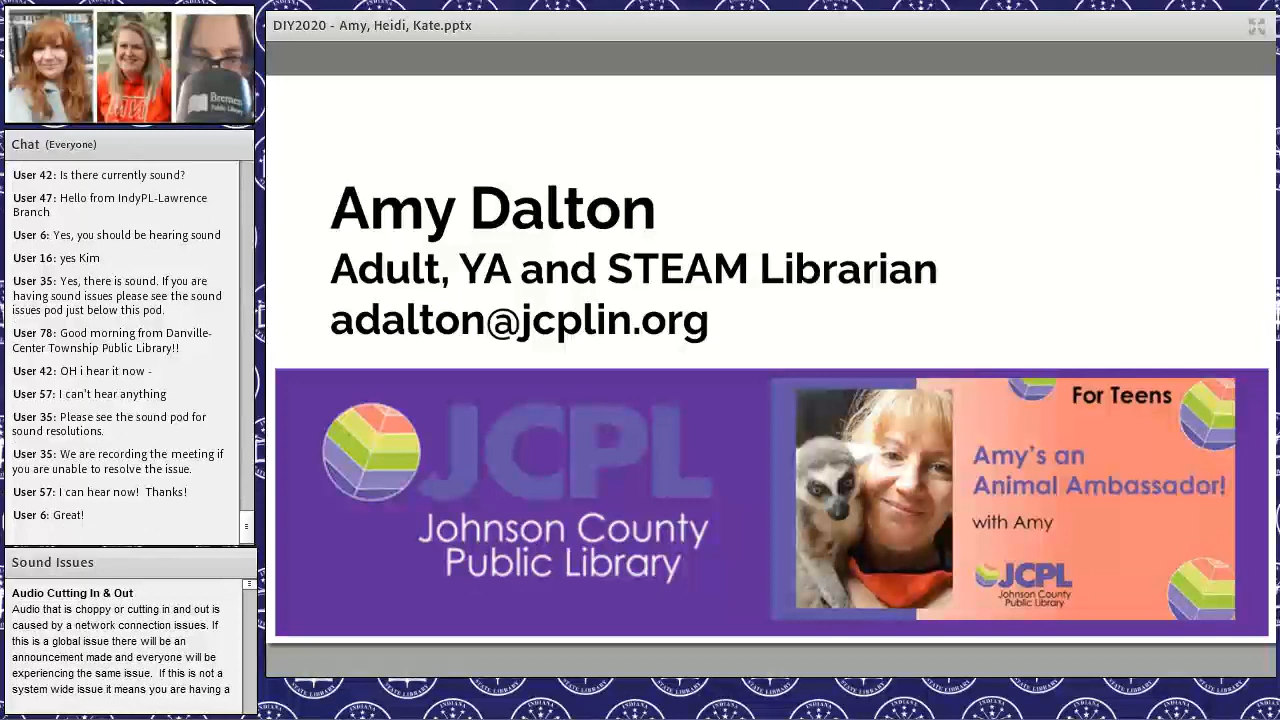 DIY2020 - Amy, Heidi, Kate.pptx
Bremen
Public Library
Chat (Everyone)
User 42: Is there currently sound?
User 47: Hello from IndyPL-Lawrence
Branch
User 6: Yes, you should be hearing sound
User 16: yes Kim
User 35: Yes, there is sound. If you are
having sound issues please see the sound
issues pod just below this pod.
User 78: Good morning from Danville-
Center Township Public Library!!
User 42: OH i hear it now -
User 57: I can't hear anything
User 35: Please see the sound pod for
sound resolutions.
User 35: We are recording the meeting if
you are unable to resolve the issue.
User 57: I can hear now!  Thanks!
User 6: Great!
Sound Issues
Audio Cutting In & Out
Audio that is choppy or cutting in and out is
caused by a network connection issues. If
this is a global issue there will be an
announcement made and everyone will be
experiencing the same issue.  If this is not a
system wide issue it means you are having a
Amy Dalton
Adult, YA and STEAM Librarian
adalton@jcplin.org
JCPL
Johnson County
Public Library
For Teens
Amy's an
Animal Ambassador!
with Amy
JCPL
Johnson County
Public Library
INDIANA
STATE LIBRARY